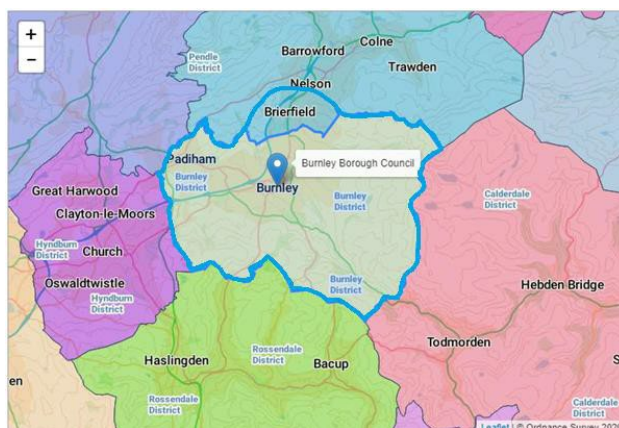 +
−
Colne
Barrowford
Pendle
District
Trawden
Nelson
Brierfield
Padiham
Burnley Borough Council
Burnley
District
Burnley
Great Harwood
Burnley
District
Calderdale
District
Clayton-le-Moors
Hyndburn
District
Church
Oswaldtwistle
Hyndburn
District
Burnley
District
Hebden Bridge
Todmorden
Rossendale
District
Haslingden
Bacup
S
en
Rossendale
District
Calderdale
District
Leaflet | © Ordnance Survey 2020